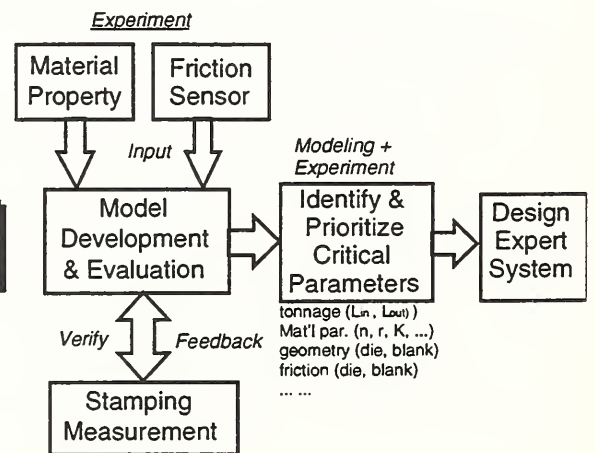 Experiment
Material
Property
Friction
Sensor
Input
Modeling +
Experiment
Model
Development
& Evaluation
Identify &
Prioritize
Critical
Parameters
Design
Expert
System
tonnage (Lin , Lout) )
Mat'l par. (n, r, K, ...)
geometry (die, blank)
friction (die, blank)
... ...
Verify
Feedback
Stamping
Measurement